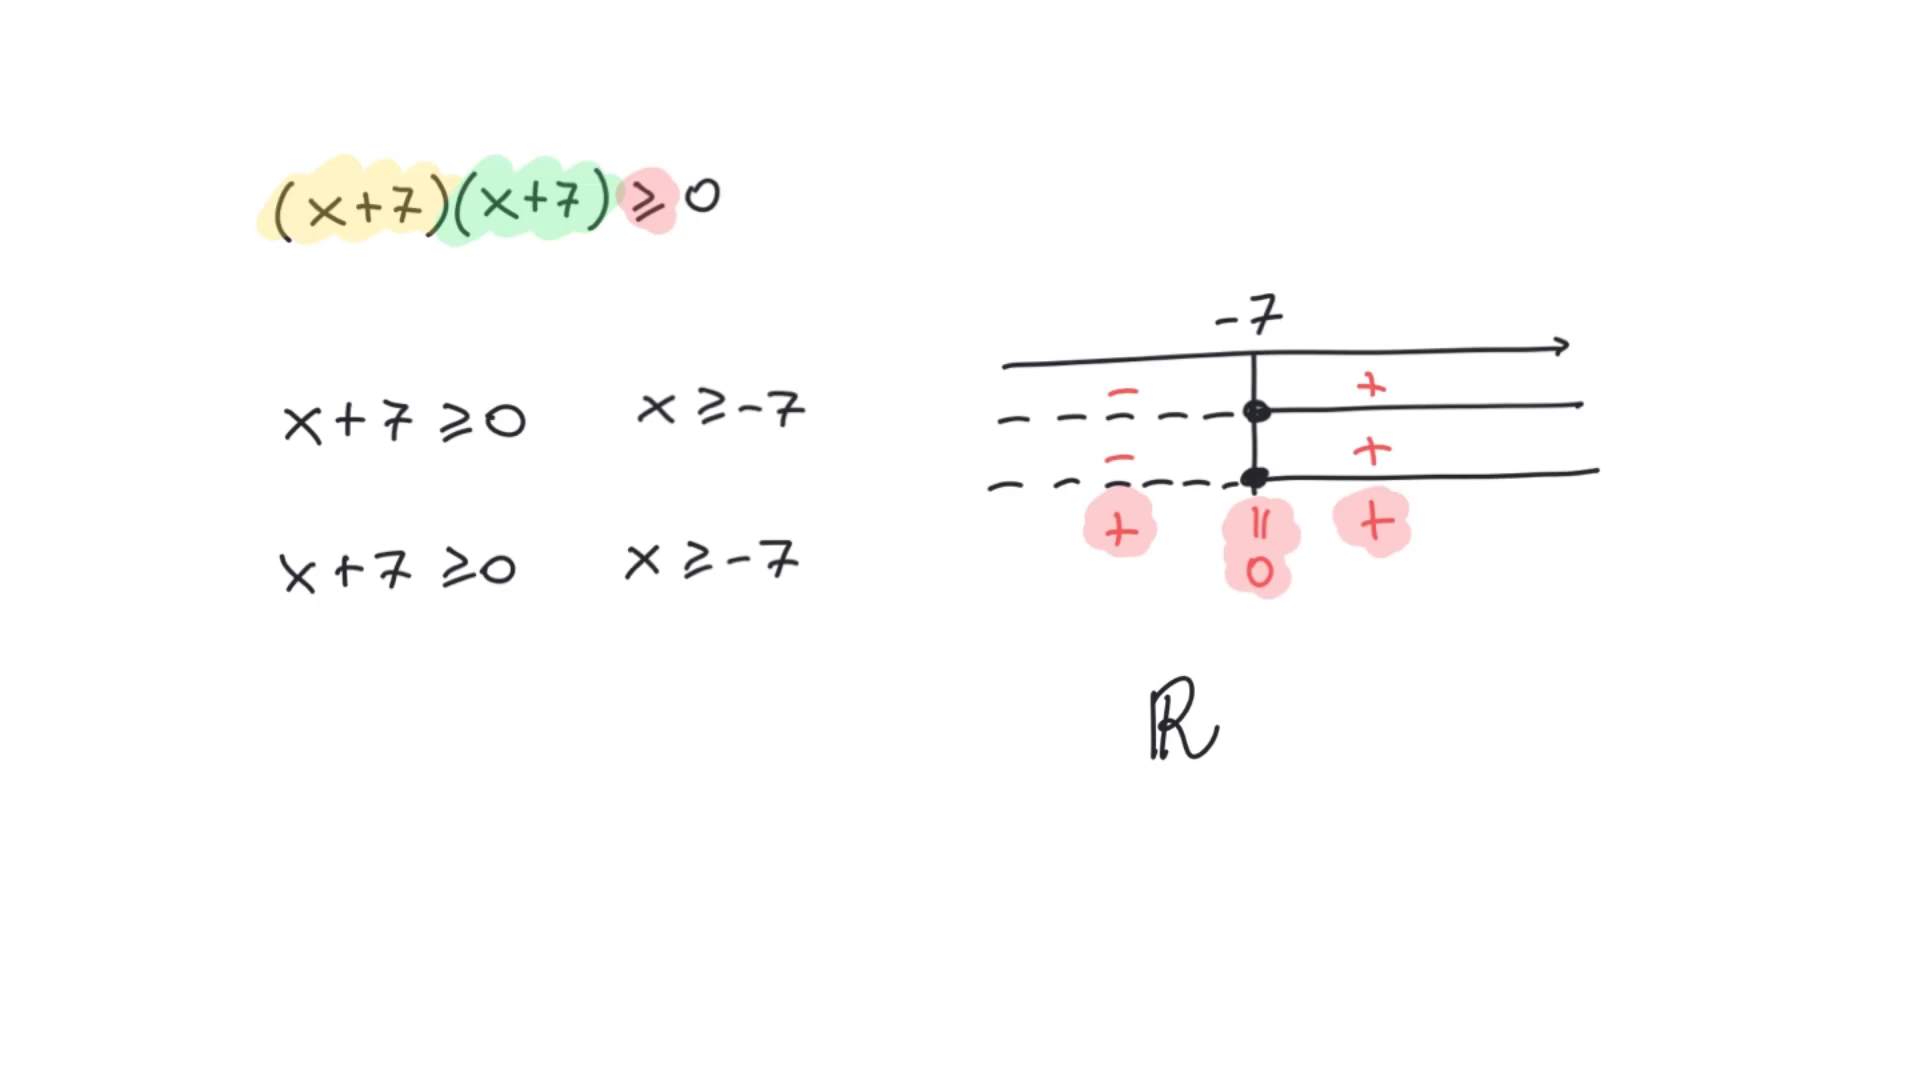 (x+7)(x+7) ⩾ 0
x+7 ⩾ 0 x ⩾ -7
x+7 ⩾ 0 x ⩾ -7
-7
- +
- +
+ = 0 +
ℝ